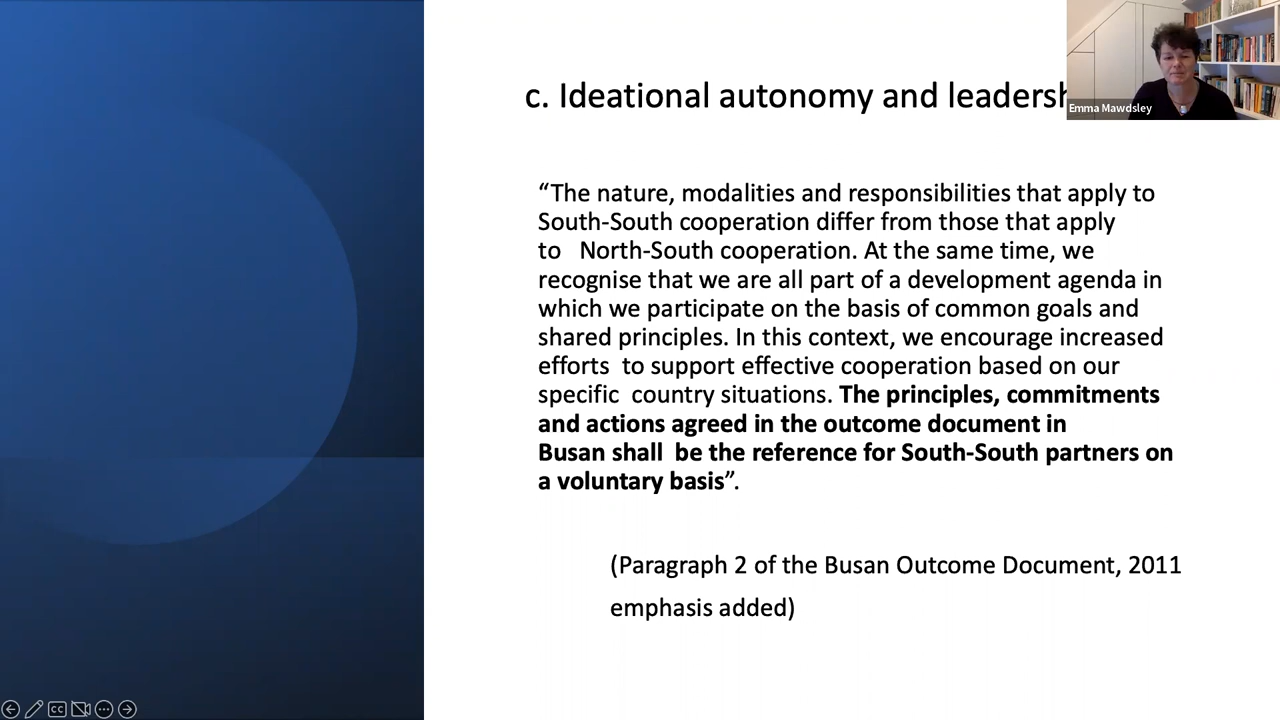 c. Ideational autonomy and leadersh
Emma Mawdsley
“The nature, modalities and responsibilities that apply to
South-South cooperation differ from those that apply
to North-South cooperation. At the same time, we
recognise that we are all part of a development agenda in
which we participate on the basis of common goals and
shared principles. In this context, we encourage increased
efforts to support effective cooperation based on our
specific country situations. The principles, commitments
and actions agreed in the outcome document in
Busan shall be the reference for South-South partners on
a voluntary basis”.
(Paragraph 2 of the Busan Outcome Document, 2011
emphasis added)
CC